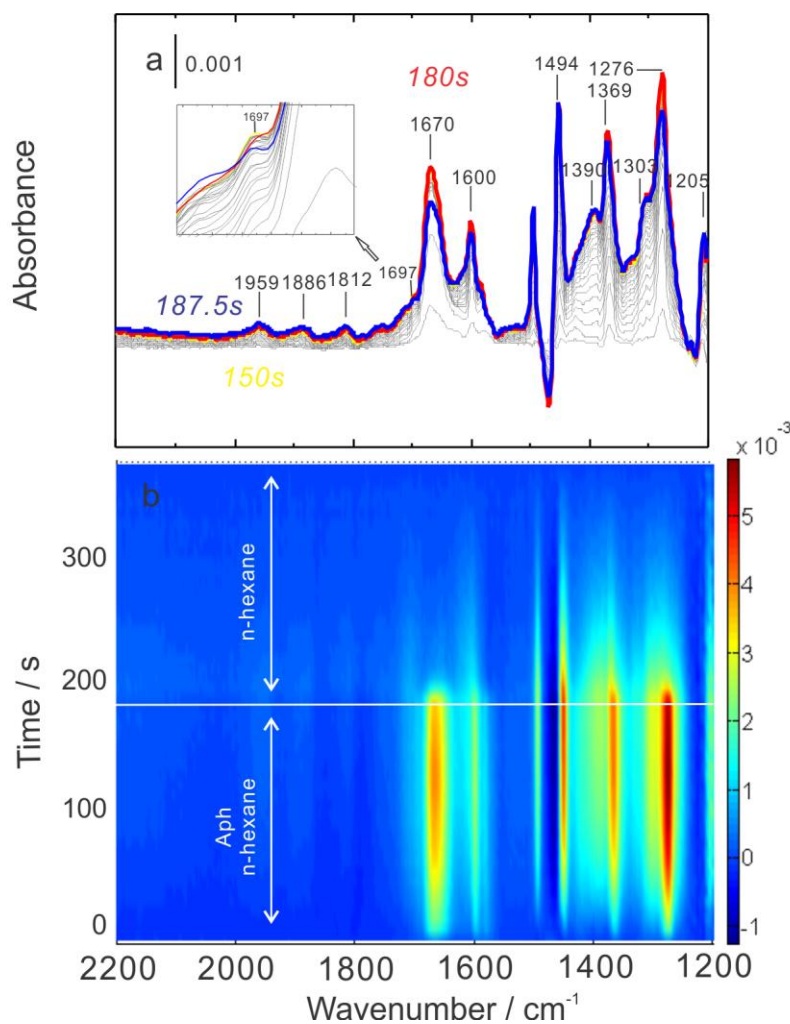 a
0.001
180s
1494
1276
1369
1697
1670
1600
1390
1303
1205
1959
1886
1812
1697
187.5s
150s
Absorbance
x 10-3
b
n-hexane
Aph
n-hexane
300
200
100
0
Time / s
5
4
3
2
1
0
-1
2200
2000
1800
1600
1400
1200
Wavenumber / cm-1